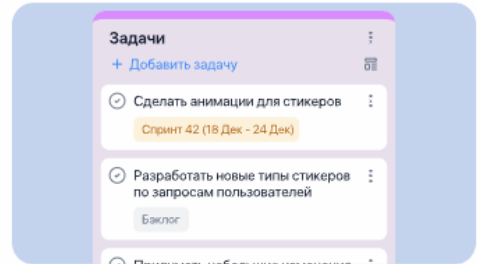 Задачи
+ Добавить задачу
Сделать анимации для стикеров
Спринт 42 (18 Дек - 24 Дек)
Разработать новые типы стикеров
по запросам пользователей
Бэклог